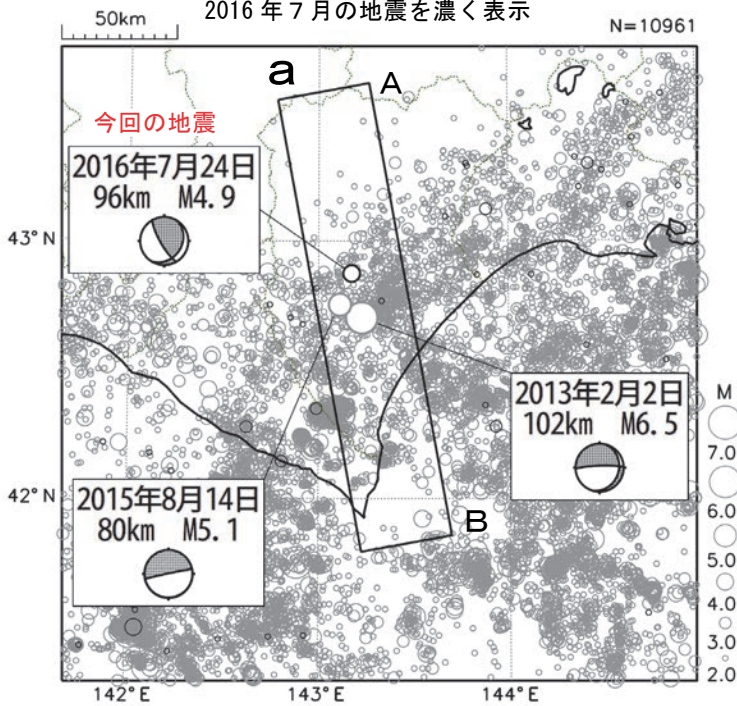 2016年7月の地震を濃く表示
50km
N=10961
a
A
今回の地震
2016年7月24日
96km M4.9
43°N
2013年2月2日
102km M6.5
M
7.0
6.0
5.0
4.0
3.0
2.0
42°N
2015年8月14日
80km M5.1
B
142°E
143°E
144°E